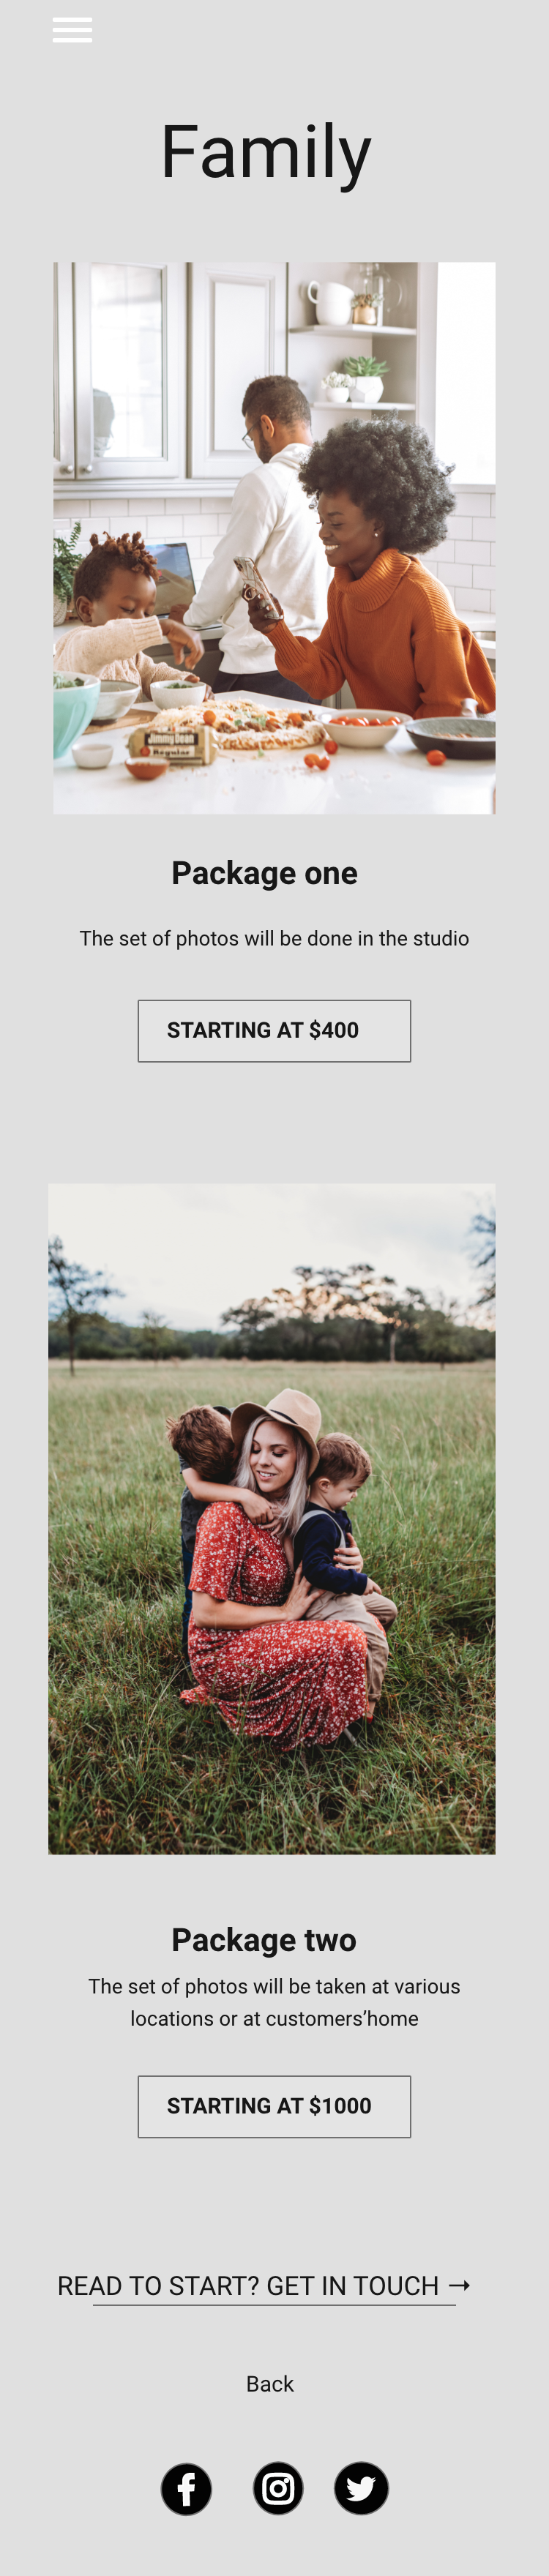 Family
Jimmy Dean
Regular
Package one
The set of photos will be done in the studio
STARTING AT $400
Package two
The set of photos will be taken at various
locations or at customers’home
STARTING AT $1000
READ TO START? GET IN TOUCH →
Back